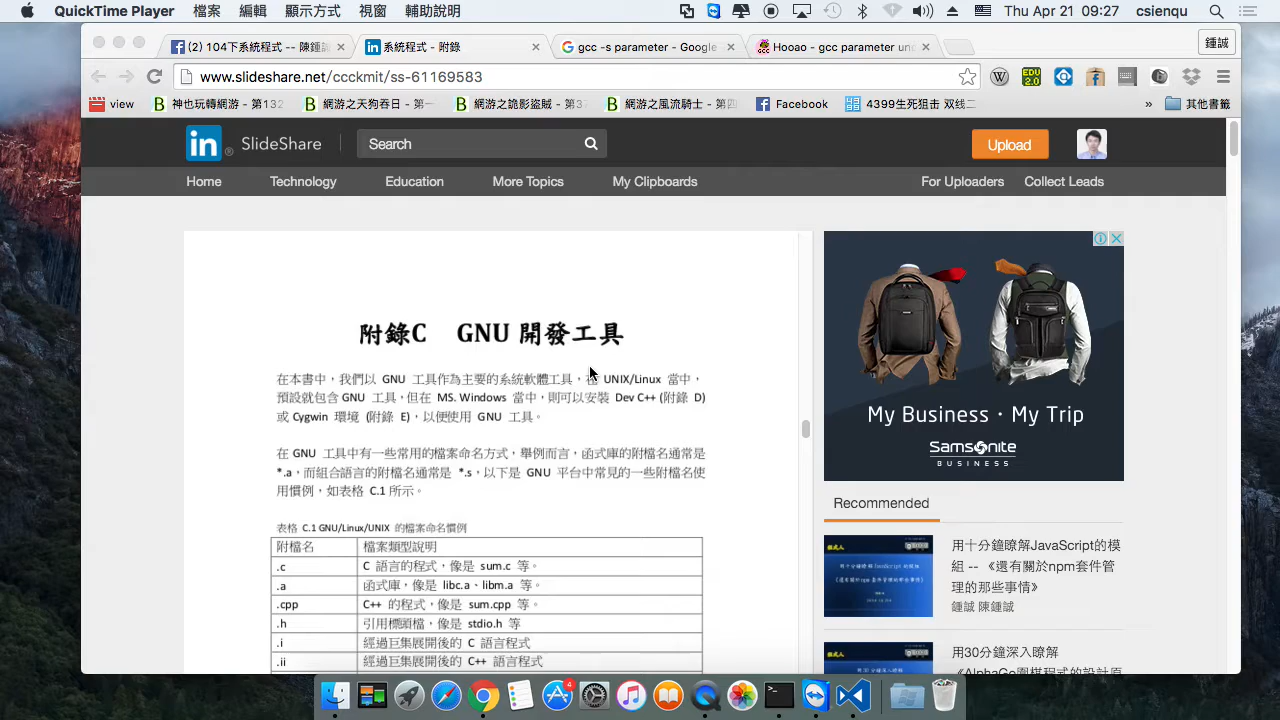 QuickTime Player 檔案 編輯 顯示方式 視窗 輔助說明 Thu Apr 21 09:27 csienqu
(2) 104下系統程式 -- 陳鍾誠 系統程式 - 附錄 gcc -s parameter - Google Hooao - gcc parameter 鍾誠
www.slideshare.net/ccckmit/ss-61169583
view 神也玩轉網游 - 第132 網游之天狗春日 - 第一 網游之詭影盜賊 - 第 網游之風流騎士 - 第四 Facebook 4399生死狙击 双线二 » 其他書籤
in SlideShare Search Upload
Home Technology Education More Topics My Clipboards For Uploaders Collect Leads
附錄C GNU 開發工具
在本書中，我們以 GNU 工具作為主要的系統軟體工具，在 UNIX/Linux 當中，
預設就包含 GNU 工具，但在 MS. Windows 當中，則可以安裝 Dev C++ (附錄 D)
或 Cygwin 環境 (附錄 E)，以便使用 GNU 工具。
在 GNU 工具中有一些常用的檔案命名方式，舉例而言，函式庫的附檔名通常是
*.a，而組合語言的附檔名通常是 *.s，以下是 GNU 平台中常見的一些附檔名使
用慣例，如表格 C.1 所示。
表格 C.1 GNU/Linux/UNIX 的檔案命名慣例
附檔名 檔案類型說明
.c C 語言的程式，像是 sum.c 等。
.a 函式庫，像是 libc.a、libm.a 等。
.cpp C++ 的程式，像是 sum.cpp 等。
.h 引用標頭檔，像是 stdio.h 等
.i 經過巨集展開後的 C 語言程式
.ii 經過巨集展開後的 C++ 語言程式
My Business · My Trip
Samsonite
BUSINESS
Recommended
用十分鐘瞭解JavaScript的模
組 -- 《還有關於npm套件管
理的那些事情》
鍾誠 陳鍾誠
用30分鐘深入瞭解
《AlphaGo圍棋程式的設計原
4